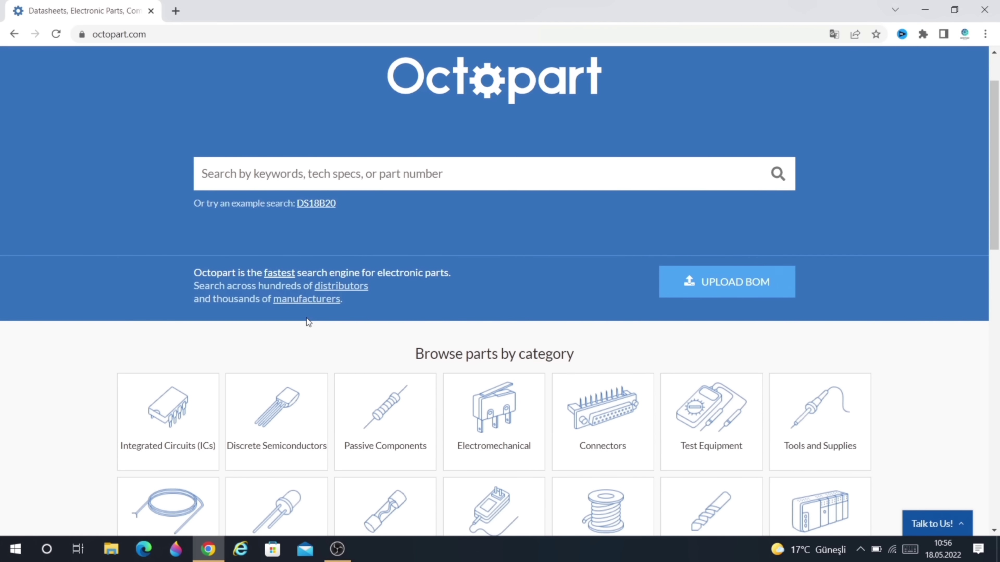 Datasheets, Electronic Parts, Com
octopart.com
Octopart
Search by keywords, tech specs, or part number
Or try an example search: DS18B20
Octopart is the fastest search engine for electronic parts.
Search across hundreds of distributors
and thousands of manufacturers.
UPLOAD BOM
Browse parts by category
Integrated Circuits (ICs)
Discrete Semiconductors
Passive Components
Electromechanical
Connectors
Test Equipment
Tools and Supplies
Talk to Us!
17°C Güneşli
10:56
18.05.2022